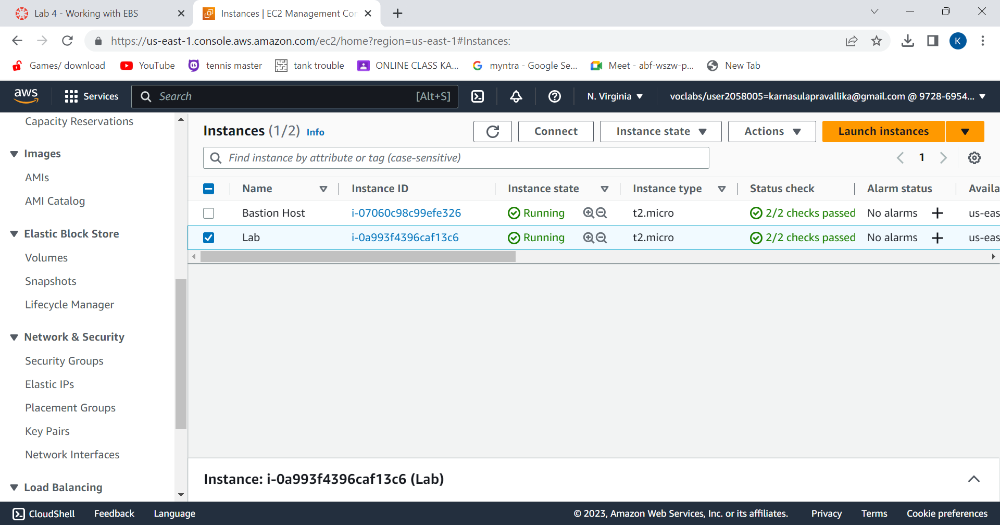 Lab 4 - Working with EBS
Instances | EC2 Management Con
https://us-east-1.console.aws.amazon.com/ec2/home?region=us-east-1#Instances:
K
Games/ download
YouTube
tennis master
tank trouble
ONLINE CLASS KA...
myntra - Google Se...
Meet - abf-wszw-p...
New Tab
aws
Services
Search
[Alt+S]
N. Virginia
voclabs/user2058005=karnasulapravallika@gmail.com @ 9728-6954...
Capacity Reservations
Images
AMIs
AMI Catalog
Elastic Block Store
Volumes
Snapshots
Lifecycle Manager
Network & Security
Security Groups
Elastic IPs
Placement Groups
Key Pairs
Network Interfaces
Load Balancing
Instances (1/2) Info
Connect
Instance state
Actions
Launch instances
Find instance by attribute or tag (case-sensitive)
1
Name Instance ID Instance state Instance type Status check Alarm status Availa
Bastion Host i-07060c98c99efe326 Running t2.micro 2/2 checks passed No alarms us-eas
Lab i-0a993f4396caf13c6 Running t2.micro 2/2 checks passed No alarms us-eas
Instance: i-0a993f4396caf13c6 (Lab)
CloudShell
Feedback
Language
© 2023, Amazon Web Services, Inc. or its affiliates.
Privacy
Terms
Cookie preferences